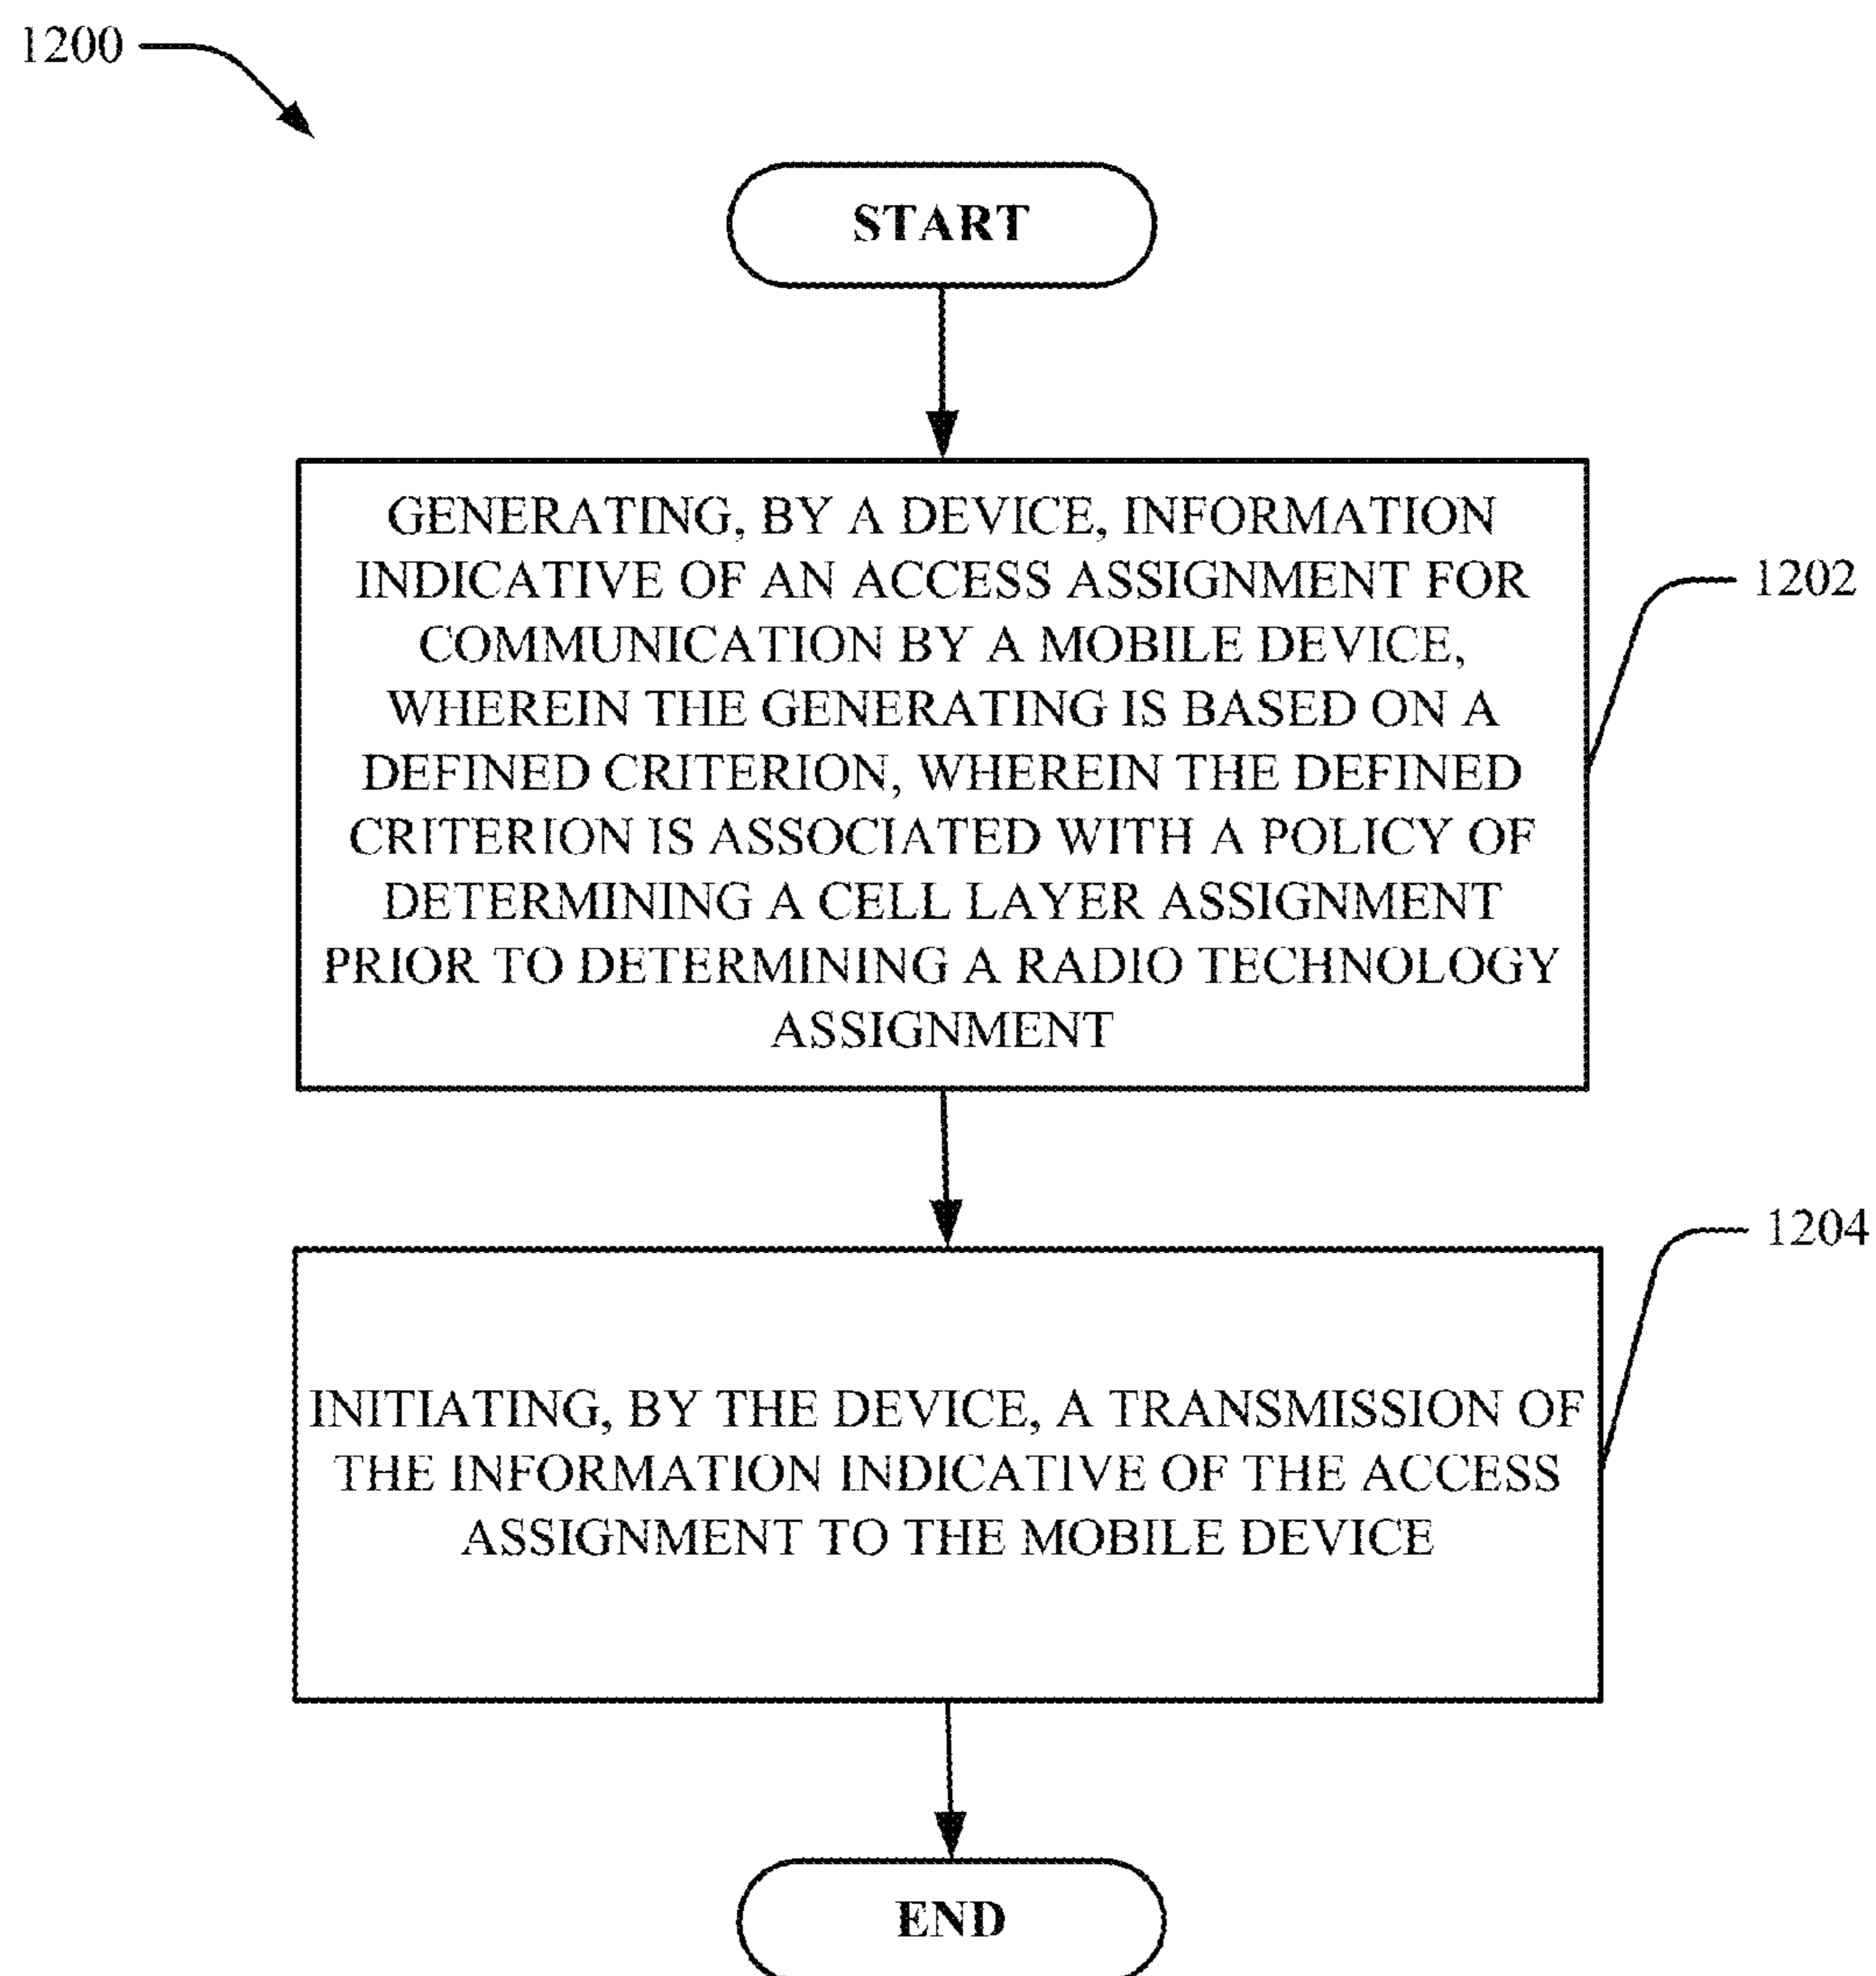 1200
START
GENERATING, BY A DEVICE, INFORMATION
INDICATIVE OF AN ACCESS ASSIGNMENT FOR
COMMUNICATION BY A MOBILE DEVICE,
WHEREIN THE GENERATING IS BASED ON A
DEFINED CRITERION, WHEREIN THE DEFINED
CRITERION IS ASSOCIATED WITH A POLICY OF
DETERMINING A CELL LAYER ASSIGNMENT
PRIOR TO DETERMINING A RADIO TECHNOLOGY
ASSIGNMENT
1202
INITIATING, BY THE DEVICE, A TRANSMISSION OF
THE INFORMATION INDICATIVE OF THE ACCESS
ASSIGNMENT TO THE MOBILE DEVICE
1204
END